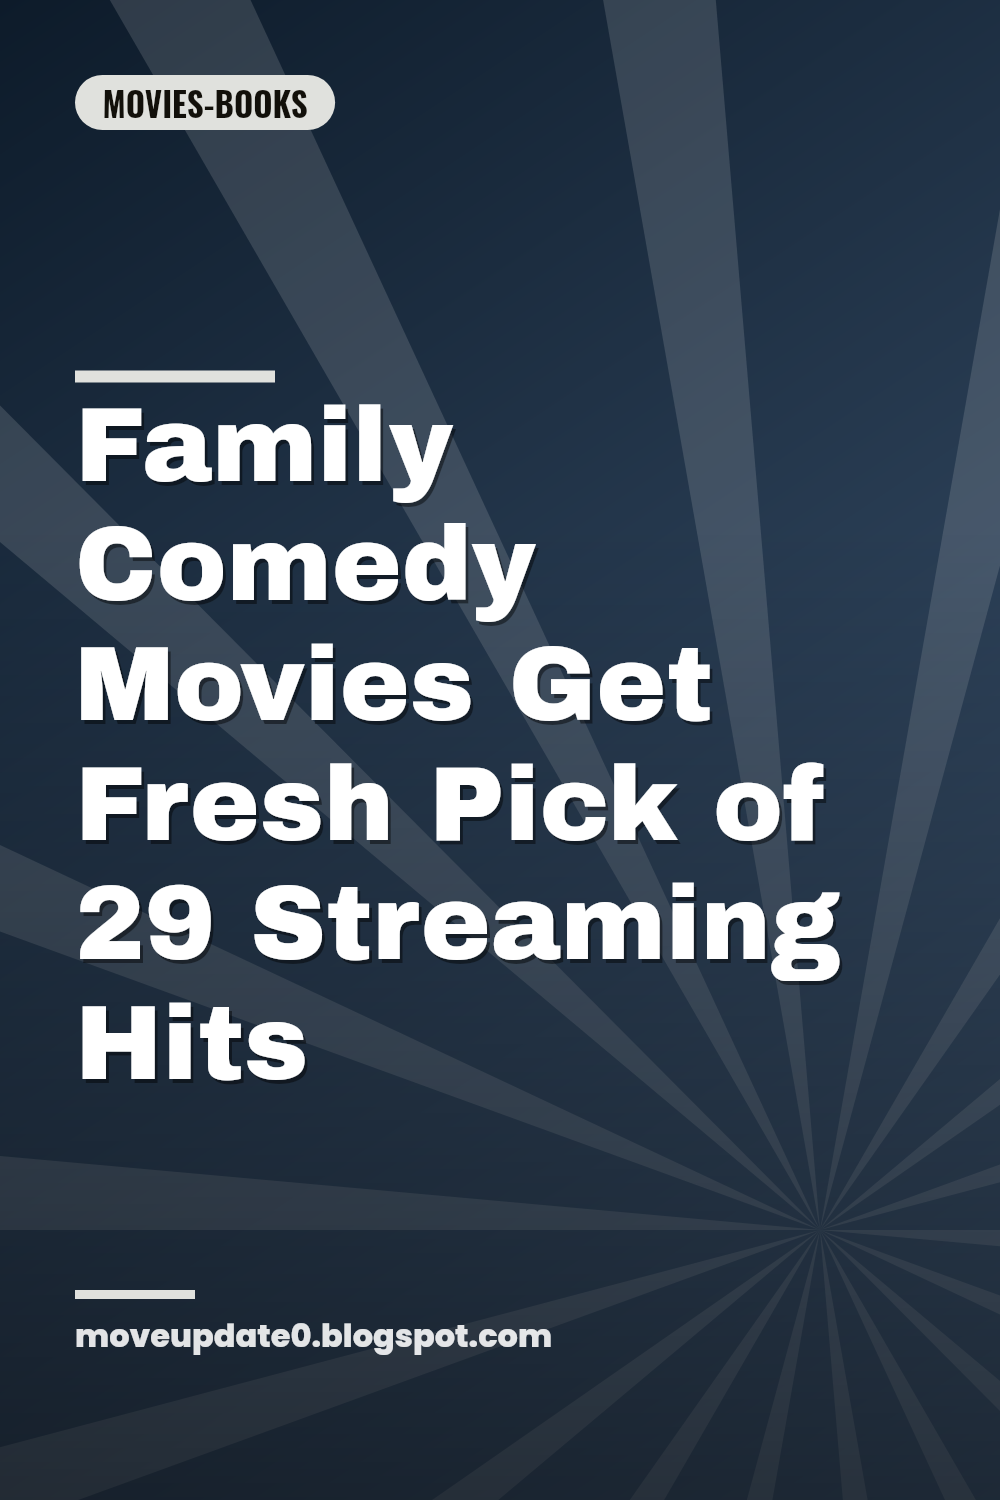 MOVIES-BOOKS
Family
Comedy
Movies Get
Fresh Pick of
29 Streaming
Hits
moveupdate0.blogspot.com